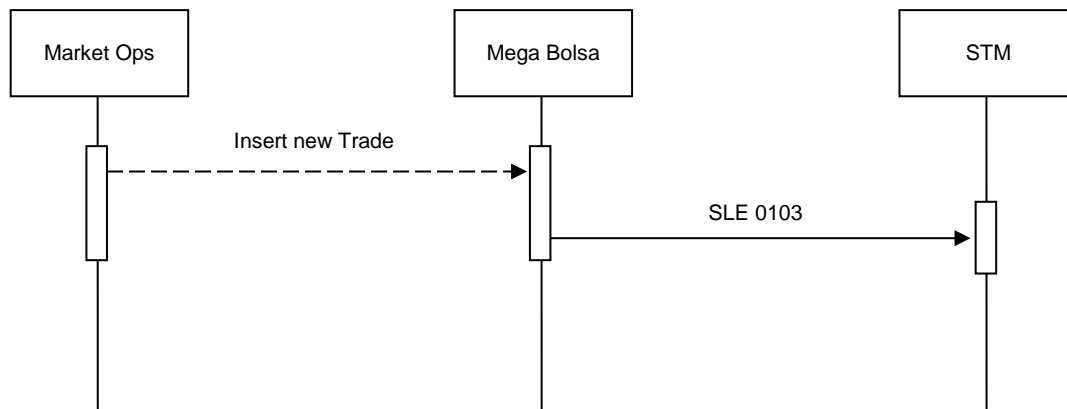 Market Ops
Mega Bolsa
STM
Insert new Trade
SLE 0103